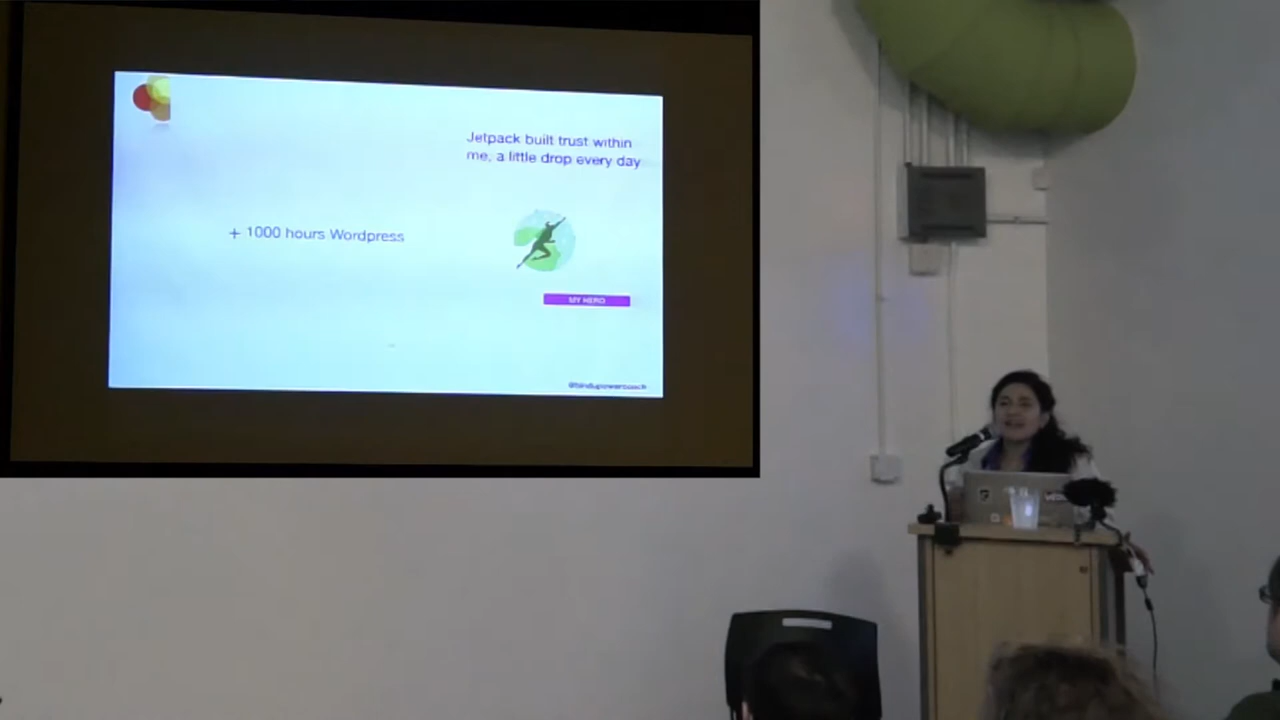 Jetpack built trust within
me, a little drop every day
+ 1000 hours Wordpress
MY HERO